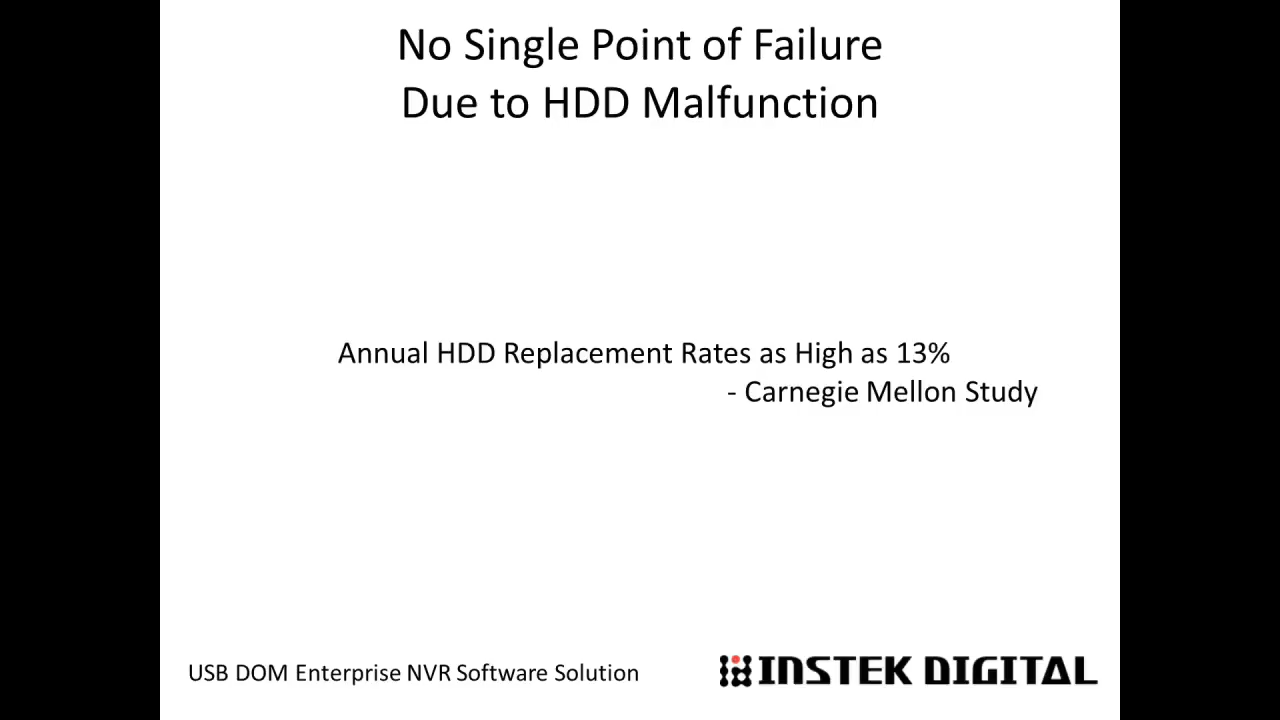 No Single Point of Failure
Due to HDD Malfunction
Annual HDD Replacement Rates as High as 13%
- Carnegie Mellon Study
USB DOM Enterprise NVR Software Solution
INSTEK DIGITAL